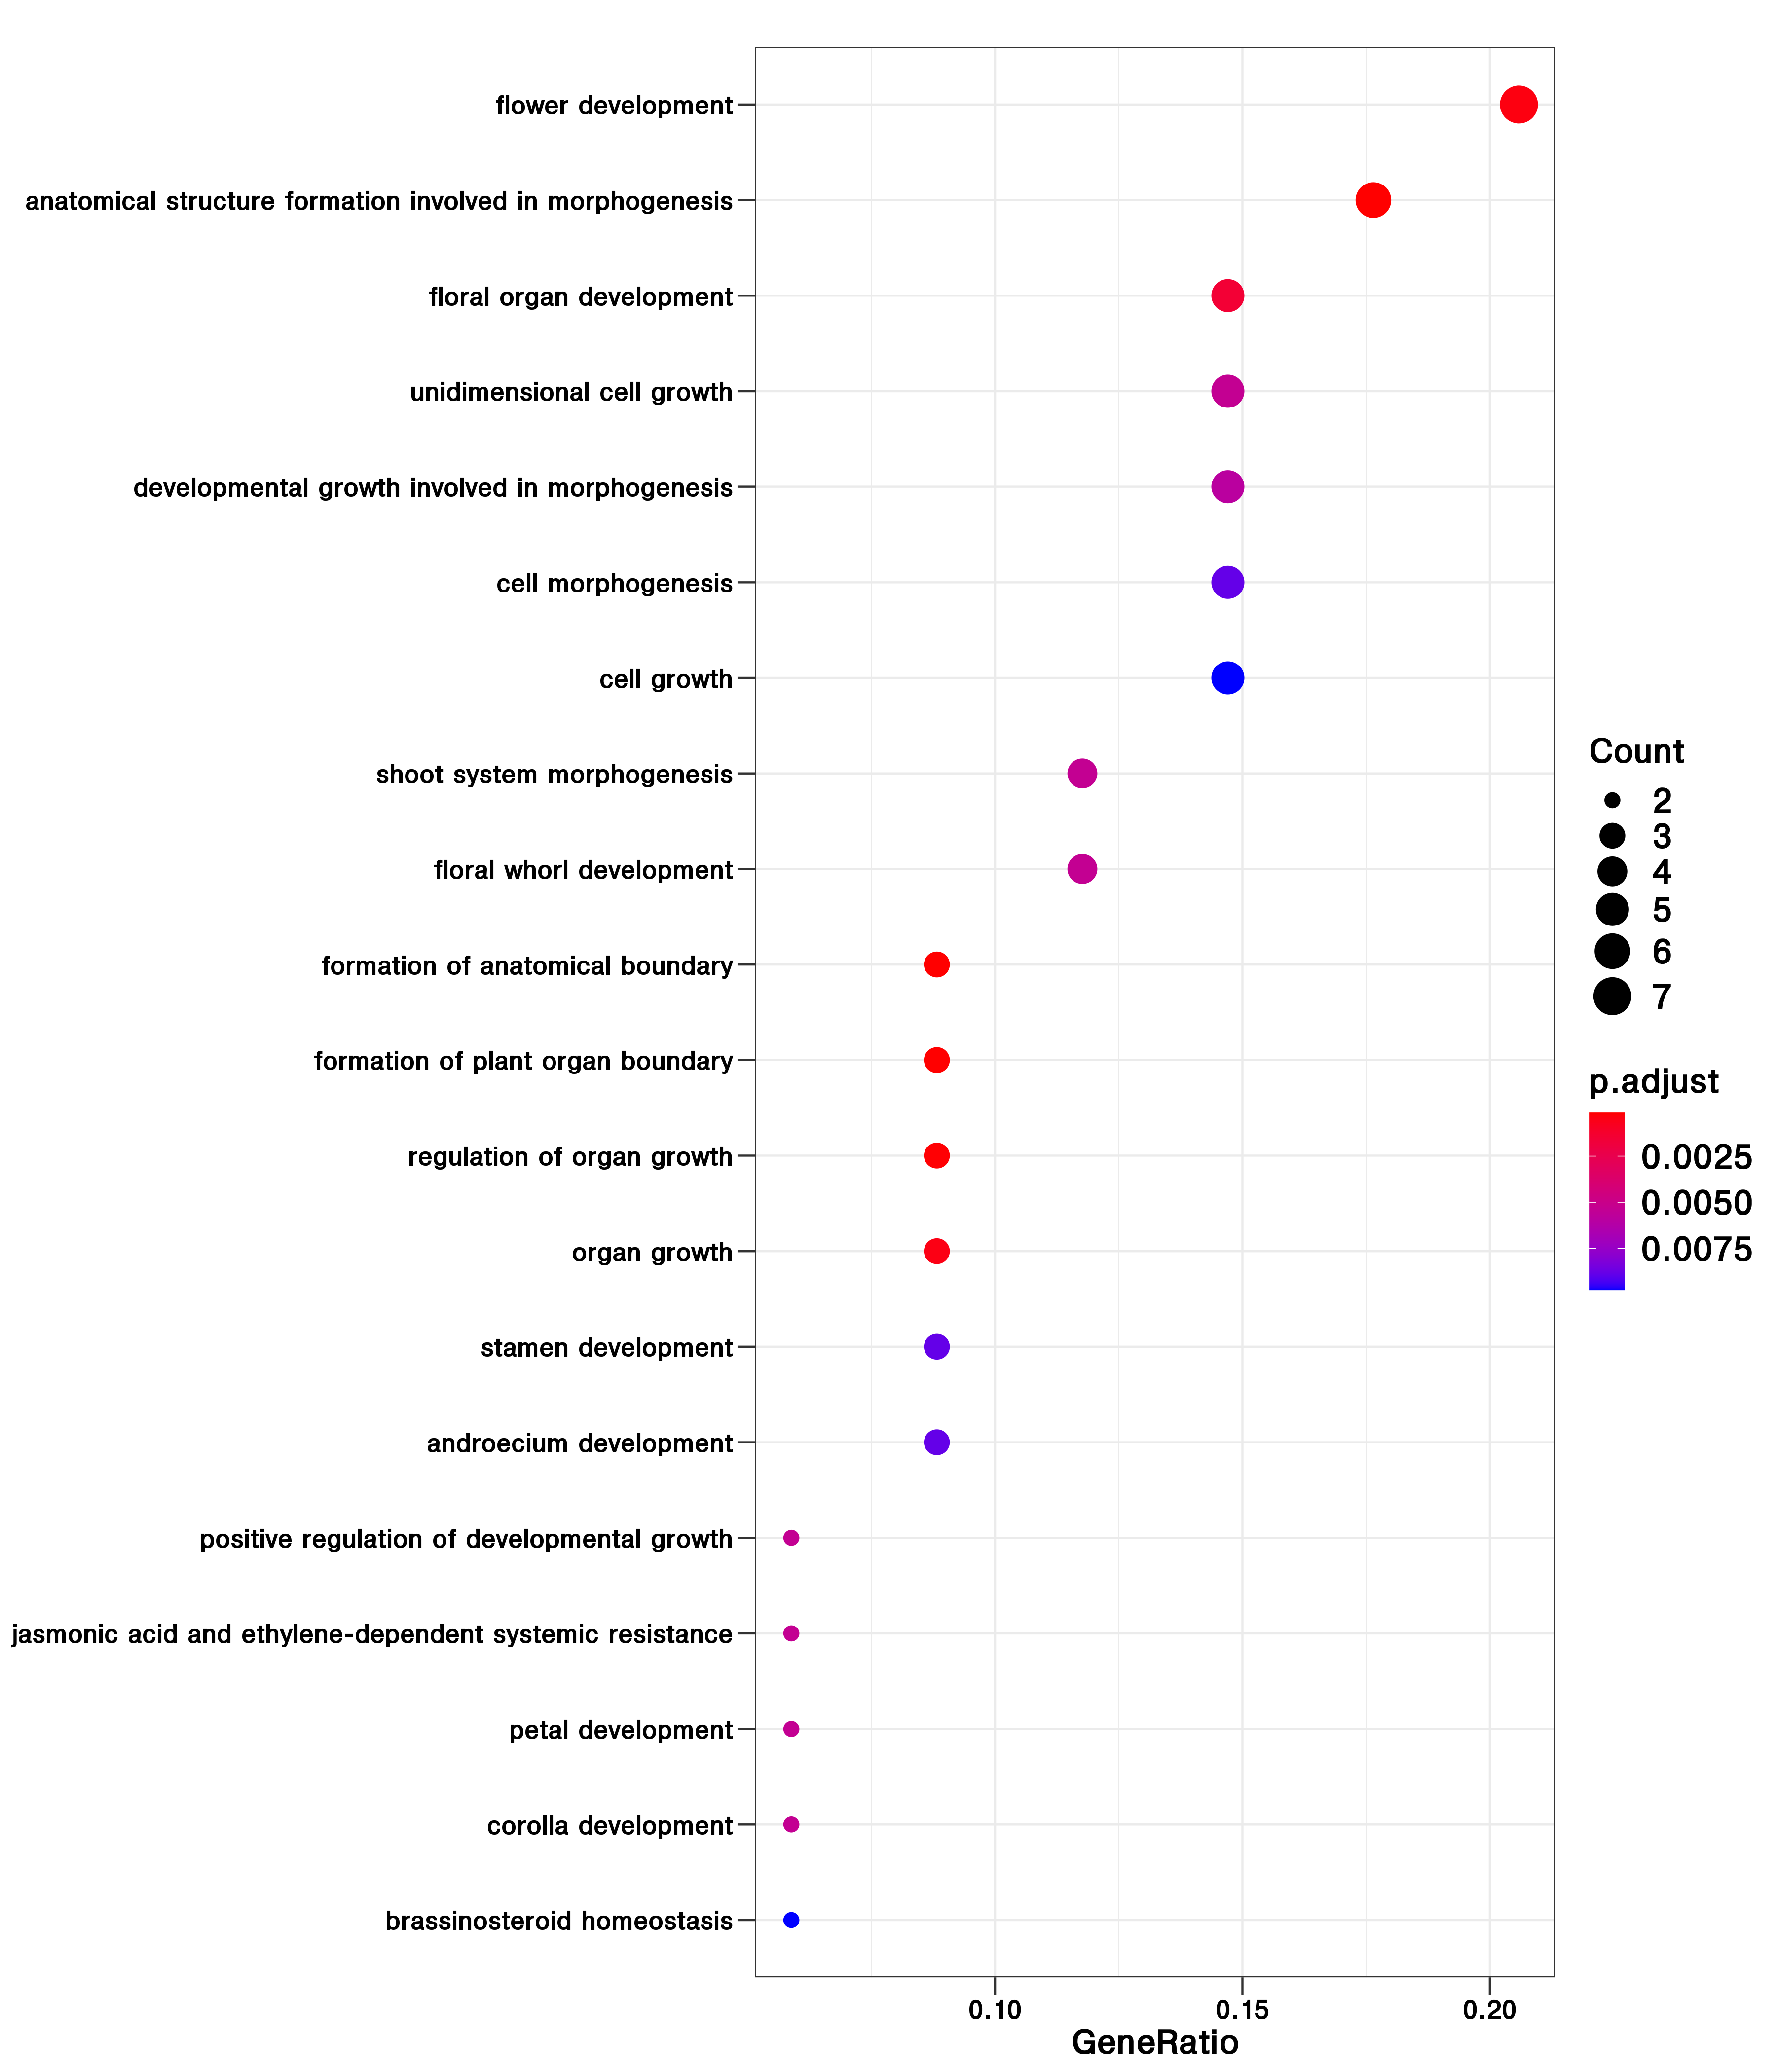 flower development
anatomical structure formation involved in morphogenesis
floral organ development
unidimensional cell growth
developmental growth involved in morphogenesis
cell morphogenesis
cell growth
shoot system morphogenesis
floral whorl development
formation of anatomical boundary
formation of plant organ boundary
regulation of organ growth
organ growth
stamen development
androecium development
positive regulation of developmental growth
jasmonic acid and ethylene-dependent systemic resistance
petal development
corolla development
brassinosteroid homeostasis
0.10 0.15 0.20
GeneRatio
Count
2
3
4
5
6
7
p.adjust
0.0025
0.0050
0.0075